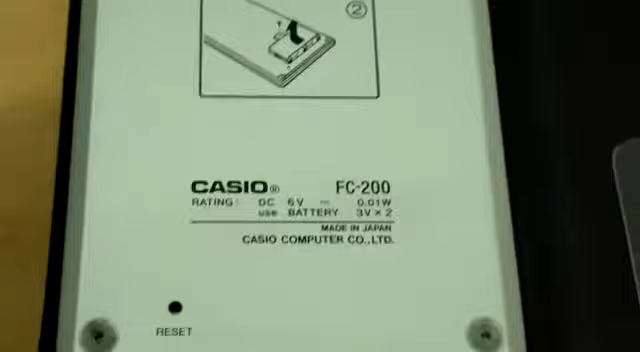 ②
CASIO® FC-200
RATING: DC 6V ⎓ 0.01W
use BATTERY 3V × 2
MADE IN JAPAN
CASIO COMPUTER CO.,LTD.
RESET